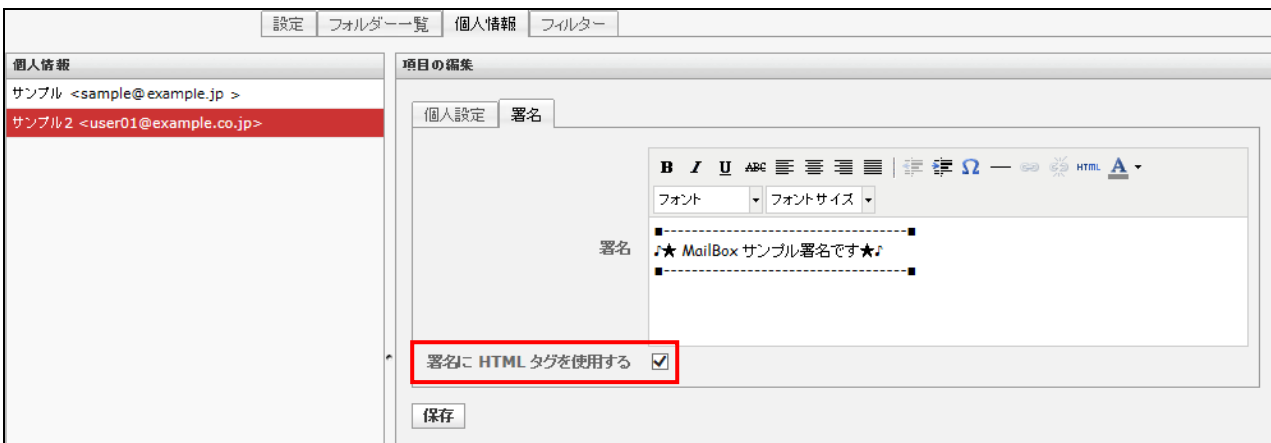 設定 フォルダー一覧 個人情報 フィルター
個人情報
サンプル <sample@example.jp >
サンプル2 <user01@example.co.jp>
項目の編集
個人設定 署名
B I U ABC Ω HTML A
フォント フォントサイズ
署名
■-----------------------------------■
♪★ MailBox サンプル署名です★♪
■-----------------------------------■
署名に HTML タグを使用する
保存